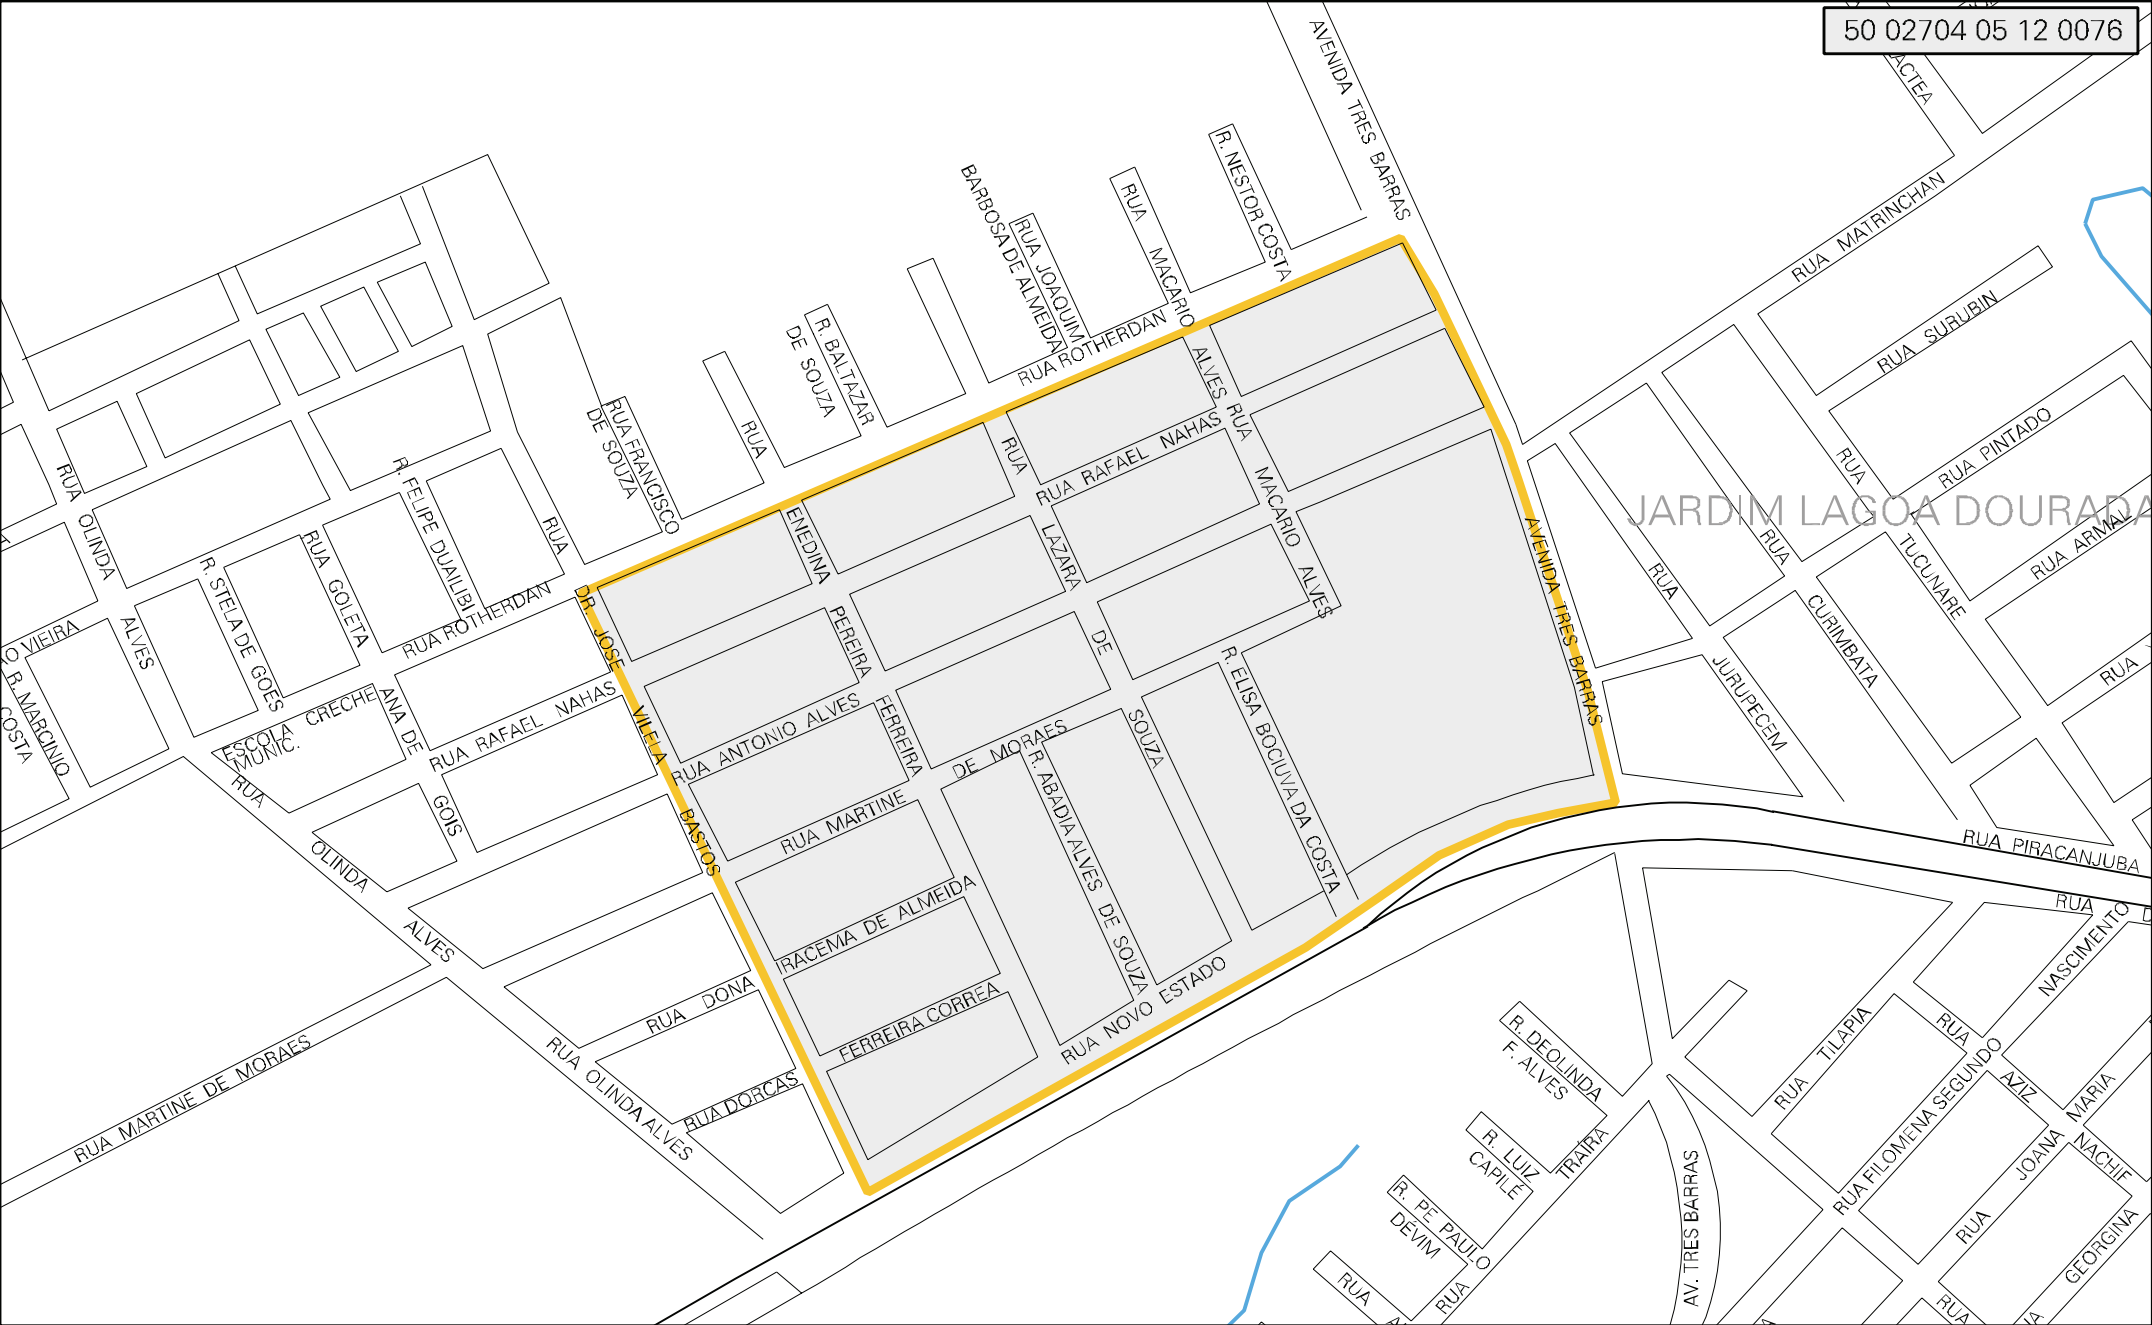 50 02704 05 12 0076
AVENIDA TRES BARRAS
ACTEA
R. NESTOR COSTA
RUA MACARIO
RUA JOAQUIM
BARBOSA DE ALMEIDA
RUA MATRINCHAN
RUA SURUBIN
RUA PINTADO
RUA ARMAL
JARDIM LAGOA DOURADA
RUA TUCUNARE
RUA CURIMBATA
RUA JURUPECEM
RUA
R. BALTAZAR
DE SOUZA
RUA
RUA FRANCISCO
DE SOUZA
RUA ROTHERDAN
ALVES
RUA ENEDINA PEREIRA FERREIRA
RUA LAZARA DE SOUZA
RUA RAFAEL NAHAS
RUA MACARIO ALVES
AVENIDA TRES BARRAS
RUA OLINDA ALVES
R. FELIPE DUAILIBI
RUA GOLETA
R. STELA DE GOES
RUA ROTHERDAN
RUA DR. JOSE VILELA BASTOS
AO VIEIRA
R. MARCINIO
COSTA
ESCOLA CRECHE
MUNIC.
ANA DE GOIS
RUA RAFAEL NAHAS
RUA ANTONIO ALVES
RUA MARTINE DE MORAES
R. ELISA BOCIUVA DA COSTA
R. ABADIA ALVES DE SOUZA
RUA OLINDA ALVES
RUA DONA IRACEMA DE ALMEIDA
RUA DORCAS FERREIRA CORREA
RUA NOVO ESTADO
RUA OLINDA ALVES
RUA MARTINE DE MORAES
RUA PIRACANJUBA
RUA
NASCIMENTO
RUA TILAPIA
RUA FILOMENA SEGUNDO
RUA AZIZ NACHIF
MARIA
RUA JOANA
GEORGINA
R. DEOLINDA
F. ALVES
R. LUIZ
CAPILÉ
R. PE PAULO
DÉVIM
RUA TRAÍRA
RUA
AV. TRES BARRAS
RUA